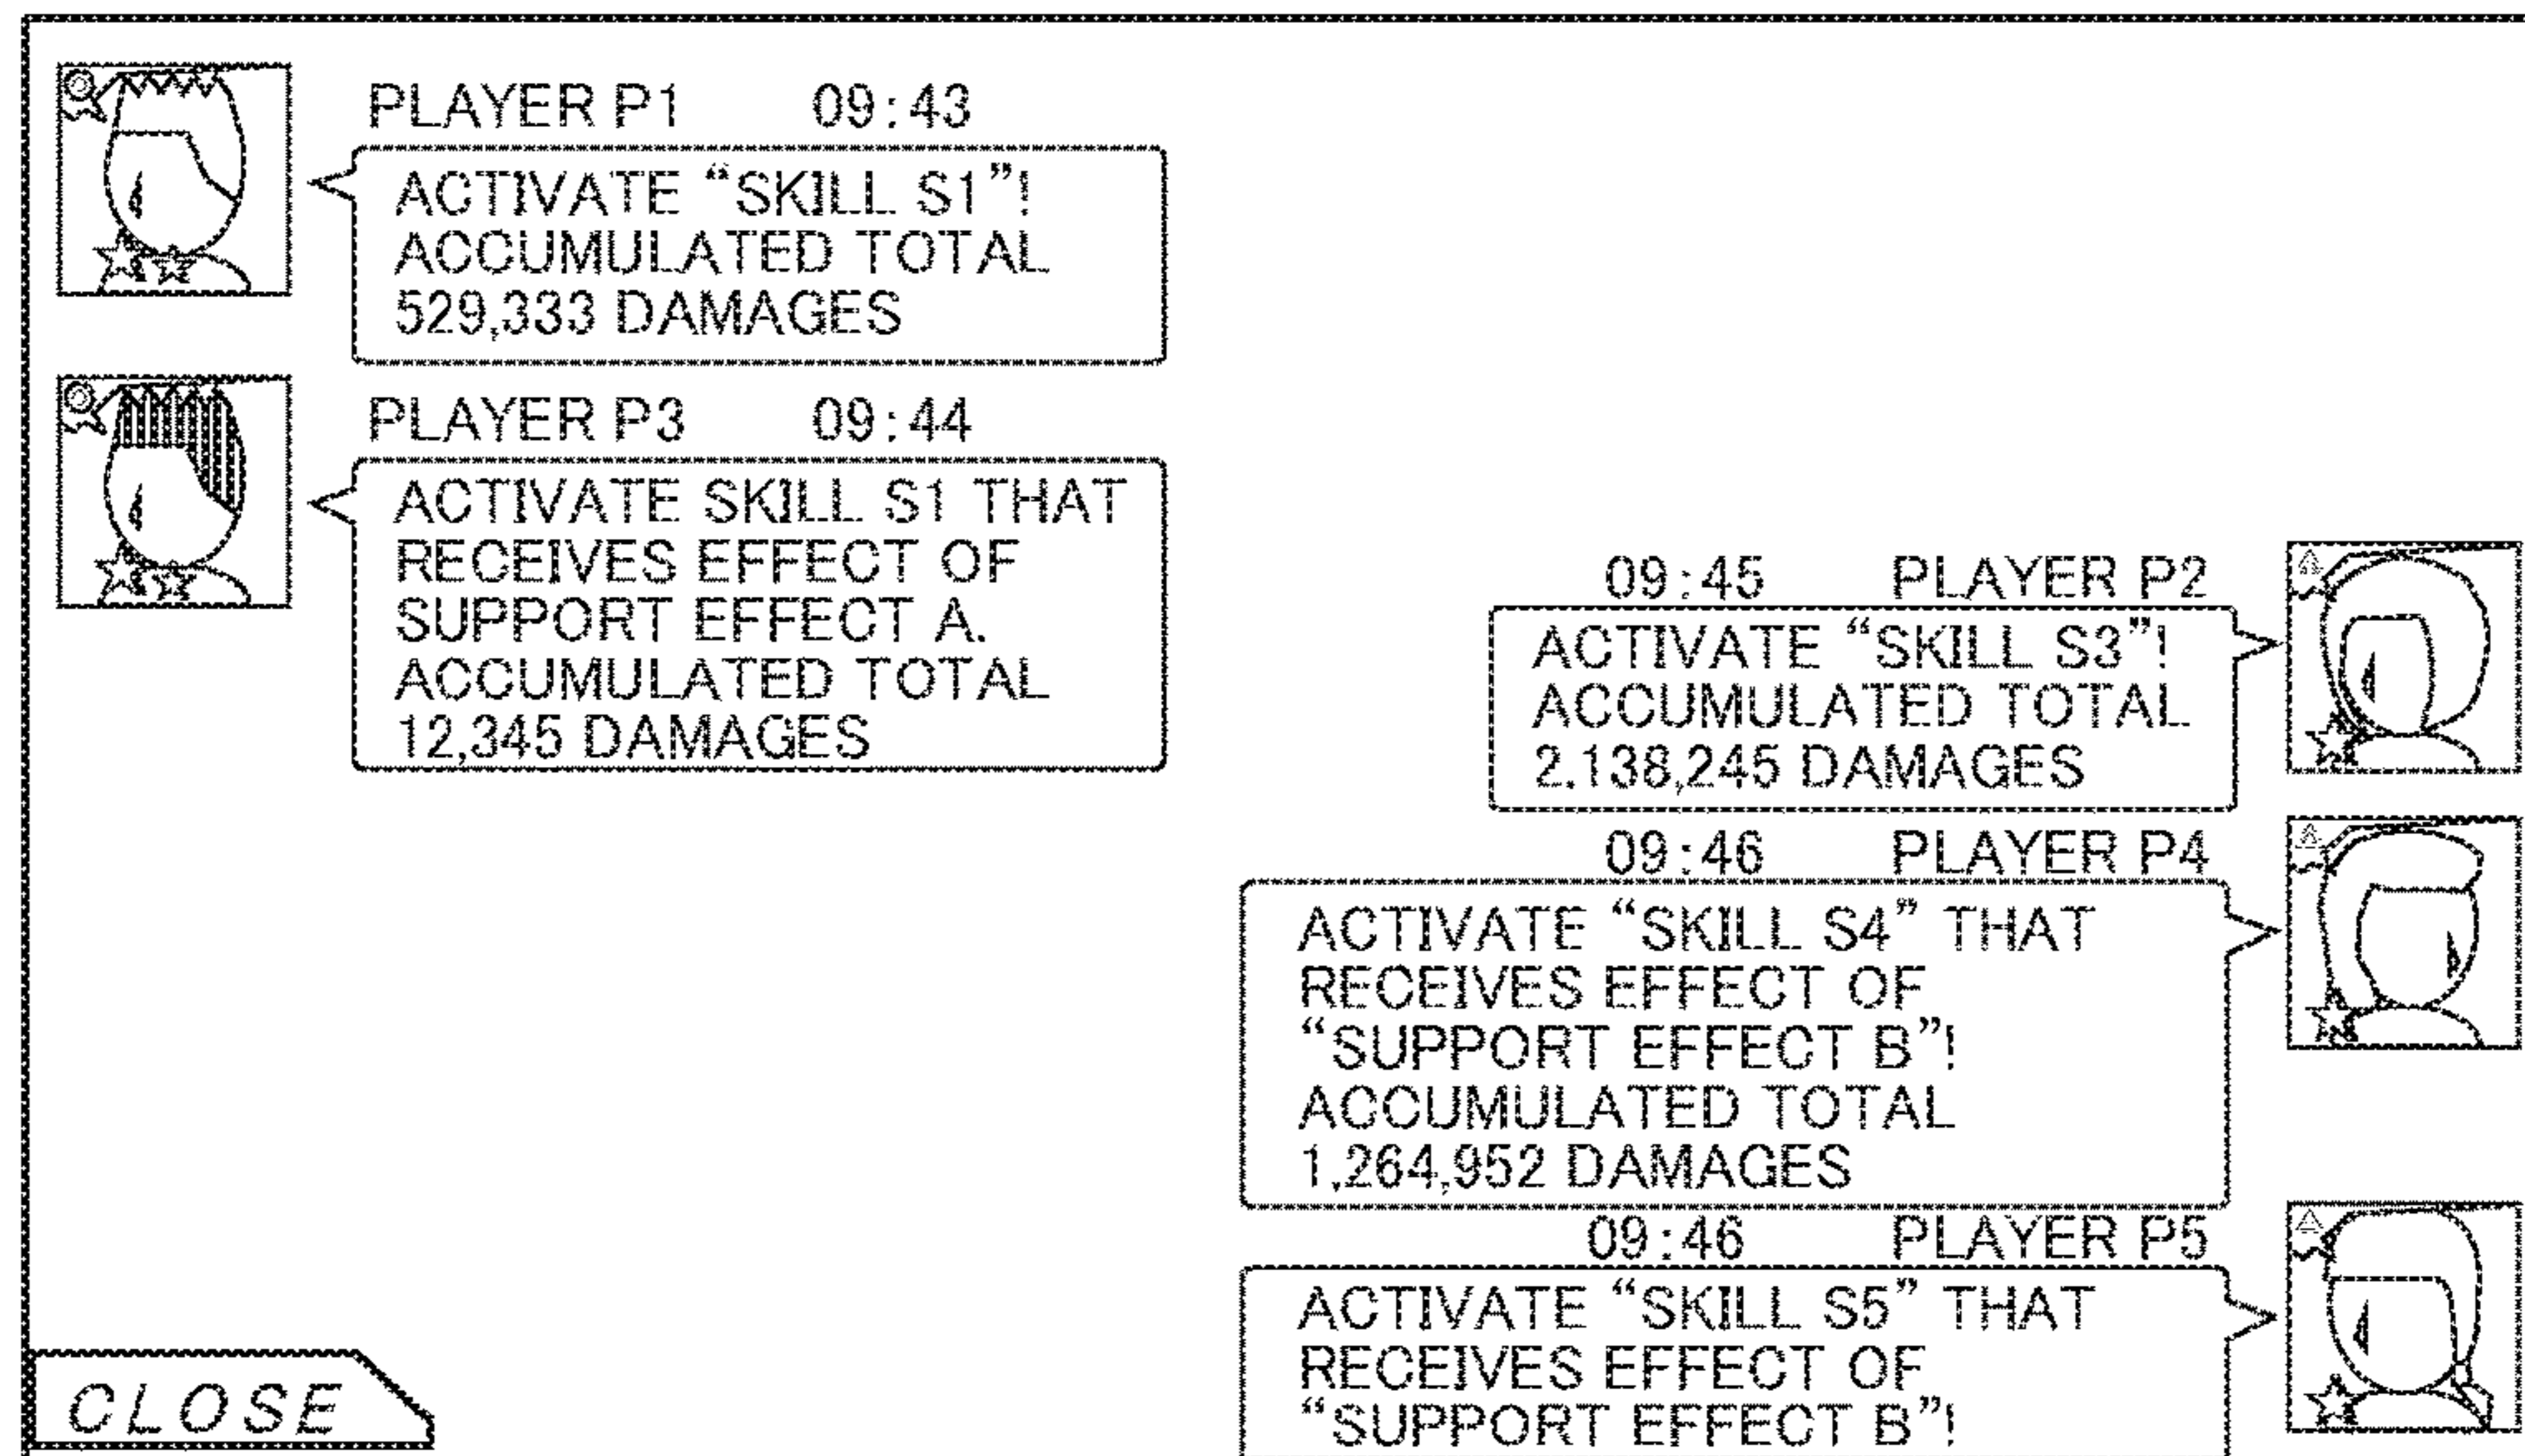 PLAYER P1 09:43
ACTIVATE “SKILL S1”!
ACCUMULATED TOTAL
529,333 DAMAGES
PLAYER P3 09:44
ACTIVATE SKILL S1 THAT
RECEIVES EFFECT OF
SUPPORT EFFECT A.
ACCUMULATED TOTAL
12,345 DAMAGES
09:45 PLAYER P2
ACTIVATE “SKILL S3”!
ACCUMULATED TOTAL
2,138,245 DAMAGES
09:46 PLAYER P4
ACTIVATE “SKILL S4” THAT
RECEIVES EFFECT OF
“SUPPORT EFFECT B”!
ACCUMULATED TOTAL
1,264,952 DAMAGES
09:46 PLAYER P5
ACTIVATE “SKILL S5” THAT
RECEIVES EFFECT OF
“SUPPORT EFFECT B”!
CLOSE